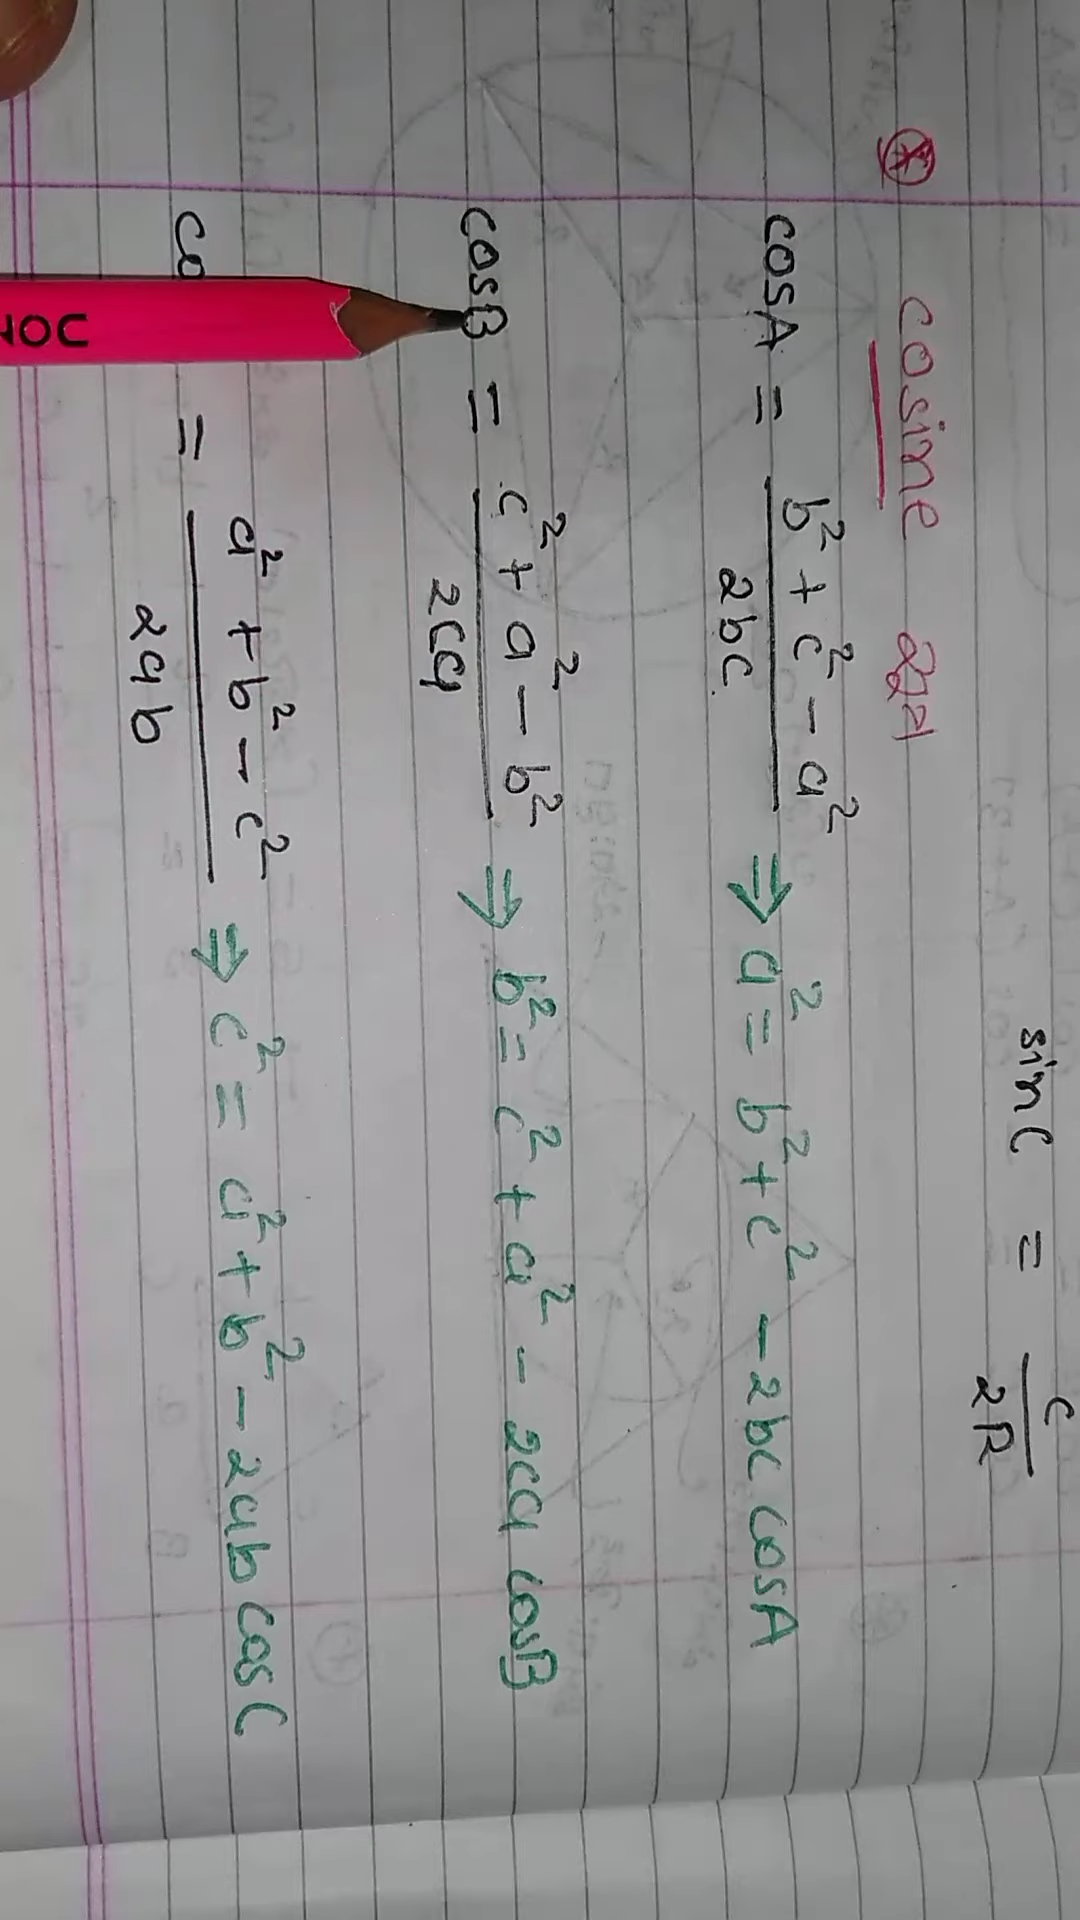 sinC = c/2R
* cosine সূত্র
cosA = b² + c² - a² / 2bc ⇒ a² = b² + c² - 2bc cosA
cosB = c² + a² - b² / 2ca ⇒ b² = c² + a² - 2ca cosB
co = a² + b² - c² / 2ab ⇒ c² = a² + b² - 2ab cosC